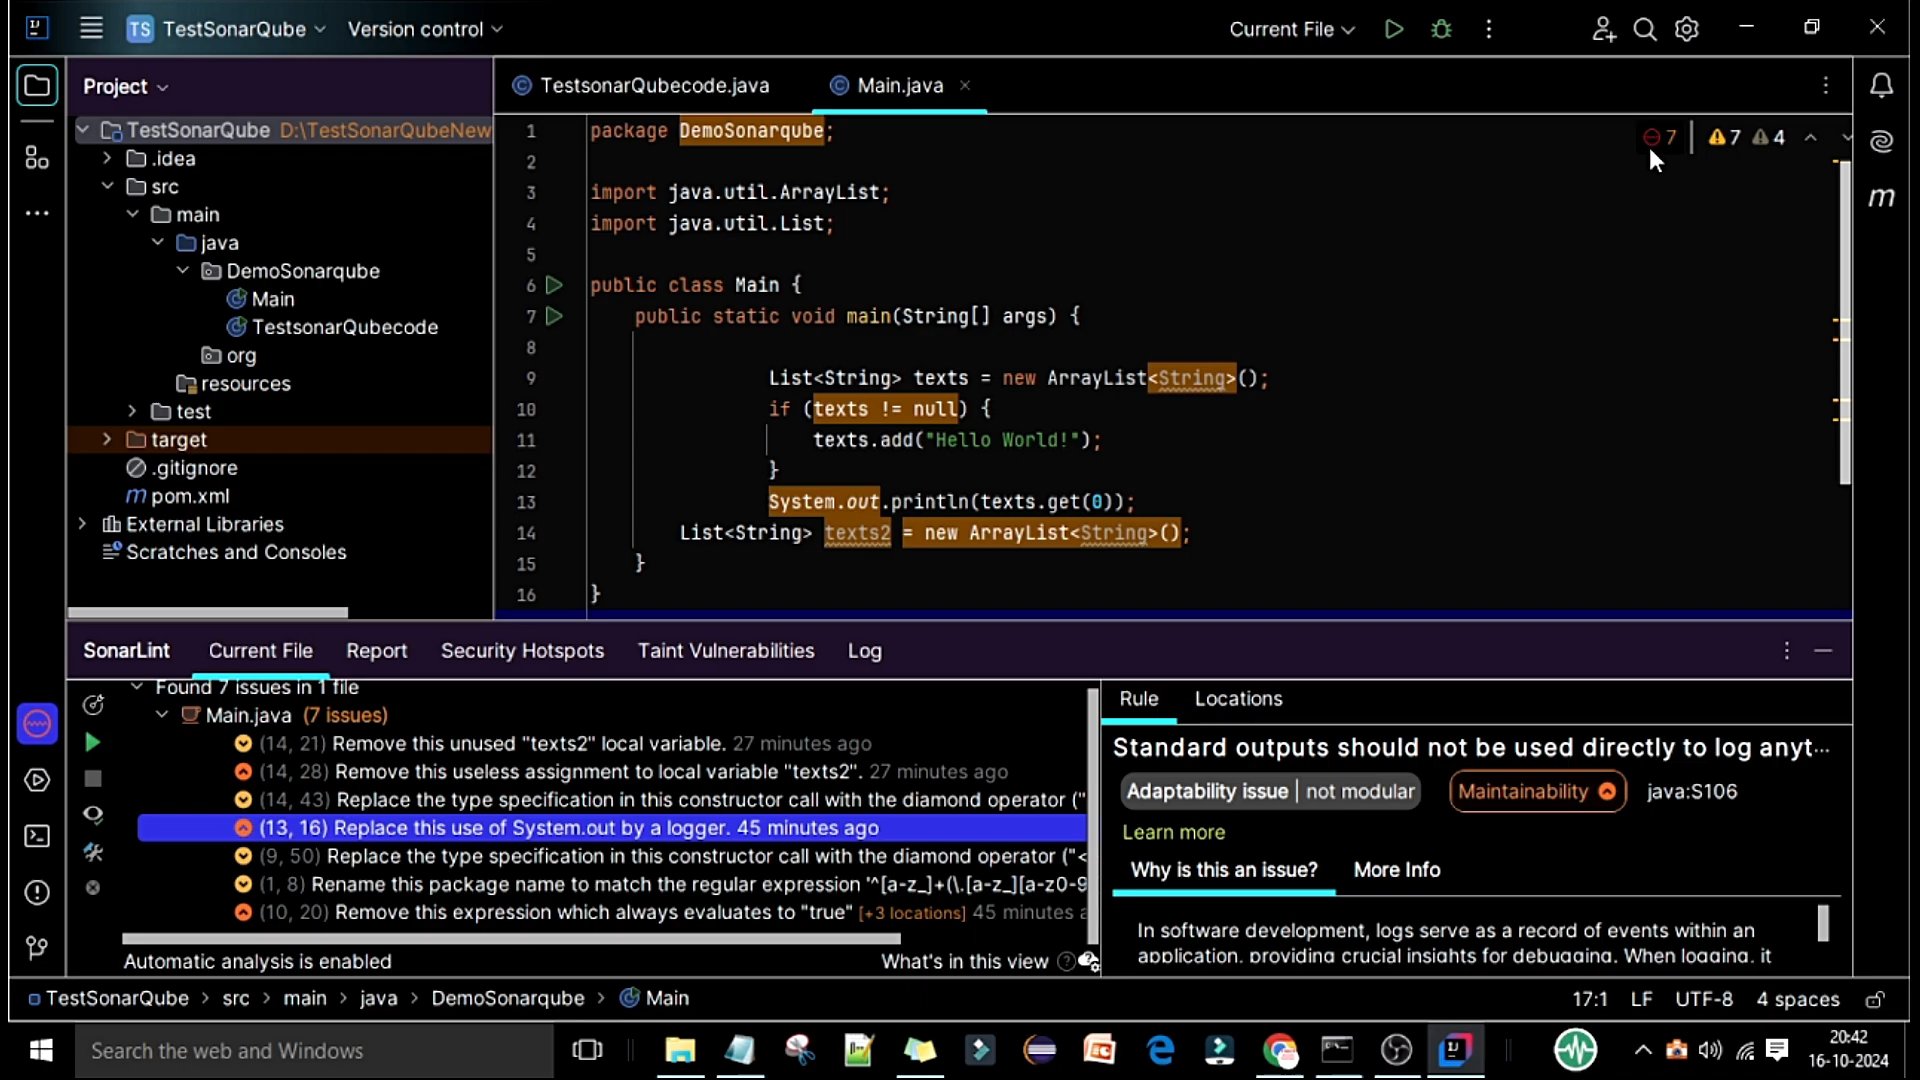 TS TestSonarQube Version control Current File
Project
TestsonarQubecode.java Main.java
TestSonarQube D:\TestSonarQubeNew
.idea
src
main
java
DemoSonarqube
Main
TestsonarQubecode
org
resources
test
target
.gitignore
m pom.xml
External Libraries
Scratches and Consoles
1 package DemoSonarqube;
2
3 import java.util.ArrayList;
4 import java.util.List;
5
6 public class Main {
7 public static void main(String[] args) {
8
9 List<String> texts = new ArrayList<String>();
10 if (texts != null) {
11 texts.add("Hello World!");
12 }
13 System.out.println(texts.get(0));
14 List<String> texts2 = new ArrayList<String>();
15 }
16 }
7 7 4
m
SonarLint Current File Report Security Hotspots Taint Vulnerabilities Log
Found 7 issues in 1 file
Main.java (7 issues)
(14, 21) Remove this unused "texts2" local variable. 27 minutes ago
(14, 28) Remove this useless assignment to local variable "texts2". 27 minutes ago
(14, 43) Replace the type specification in this constructor call with the diamond operator ("
(13, 16) Replace this use of System.out by a logger. 45 minutes ago
(9, 50) Replace the type specification in this constructor call with the diamond operator ("<
(1, 8) Rename this package name to match the regular expression '^[a-z_]+(\.[a-z_][a-z0-9
(10, 20) Remove this expression which always evaluates to "true" [+3 locations] 45 minutes a
Automatic analysis is enabled What's in this view
Rule Locations
Standard outputs should not be used directly to log anyt...
Adaptability issue | not modular Maintainability java:S106
Learn more
Why is this an issue? More Info
In software development, logs serve as a record of events within an
application, providing crucial insights for debugging. When logging, it
TestSonarQube > src > main > java > DemoSonarqube > Main
17:1 LF UTF-8 4 spaces
Search the web and Windows
20:42
16-10-2024